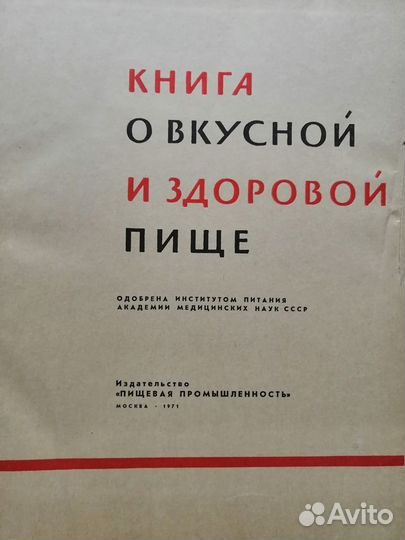 КНИГА
О ВКУСНОЙ
И ЗДОРОВОЙ
ПИЩЕ
ОДОБРЕНА ИНСТИТУТОМ ПИТАНИЯ
АКАДЕМИИ МЕДИЦИНСКИХ НАУК СССР
Издательство
«ПИЩЕВАЯ ПРОМЫШЛЕННОСТЬ»
МОСКВА · 1971
Avito